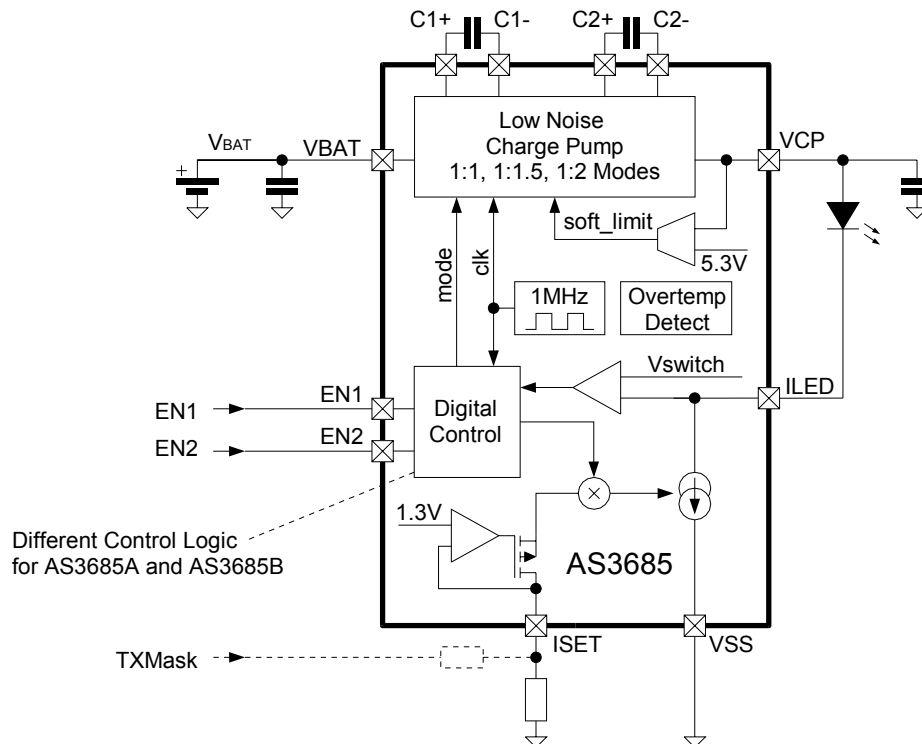 C1+ C1- C2+ C2-
Low Noise
Charge Pump
1:1, 1:1.5, 1:2 Modes
VBAT VBAT
VCP
+
mode
clk
soft_limit
5.3V
1MHz
Overtemp
Detect
Vswitch
ILED
EN1 EN1
EN2 EN2
Digital
Control
×
1.3V
Different Control Logic
for AS3685A and AS3685B
AS3685
ISET
VSS
TXMask